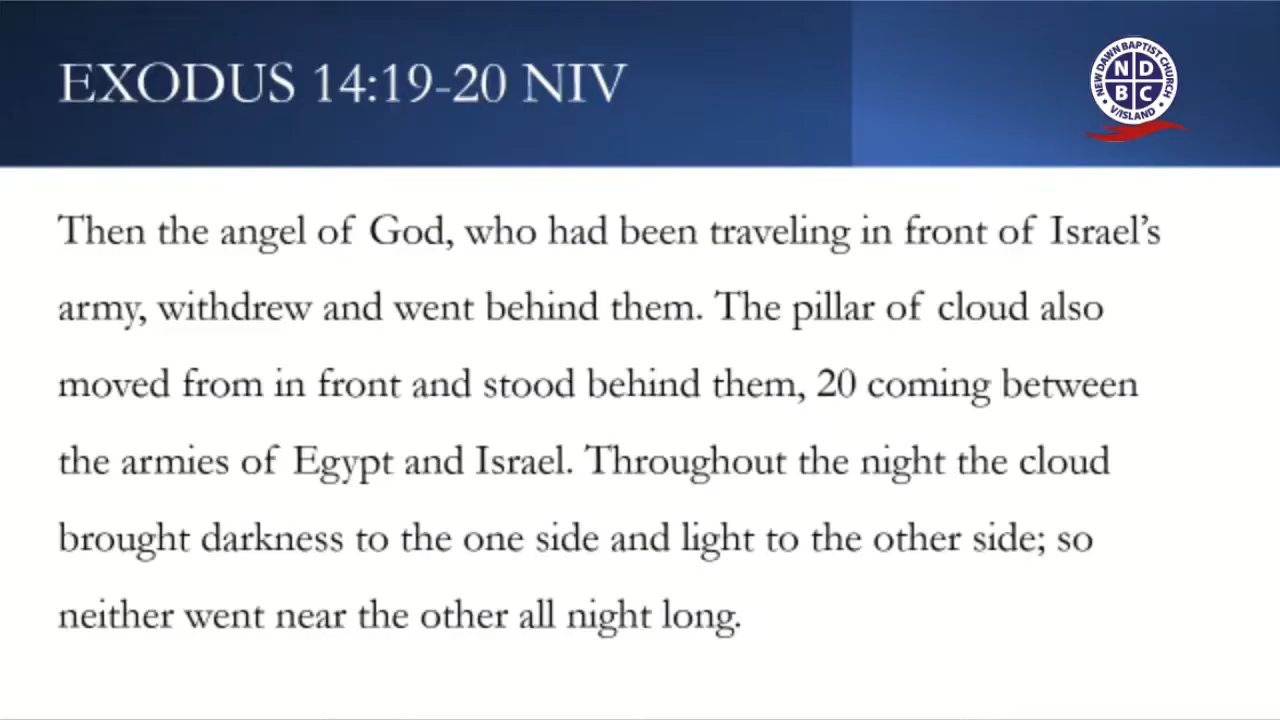 EXODUS 14:19-20 NIV
NEW DAWN BAPTIST CHURCH
N D
B C
V/ISLAND
Then the angel of God, who had been traveling in front of Israel’s
army, withdrew and went behind them. The pillar of cloud also
moved from in front and stood behind them, 20 coming between
the armies of Egypt and Israel. Throughout the night the cloud
brought darkness to the one side and light to the other side; so
neither went near the other all night long.